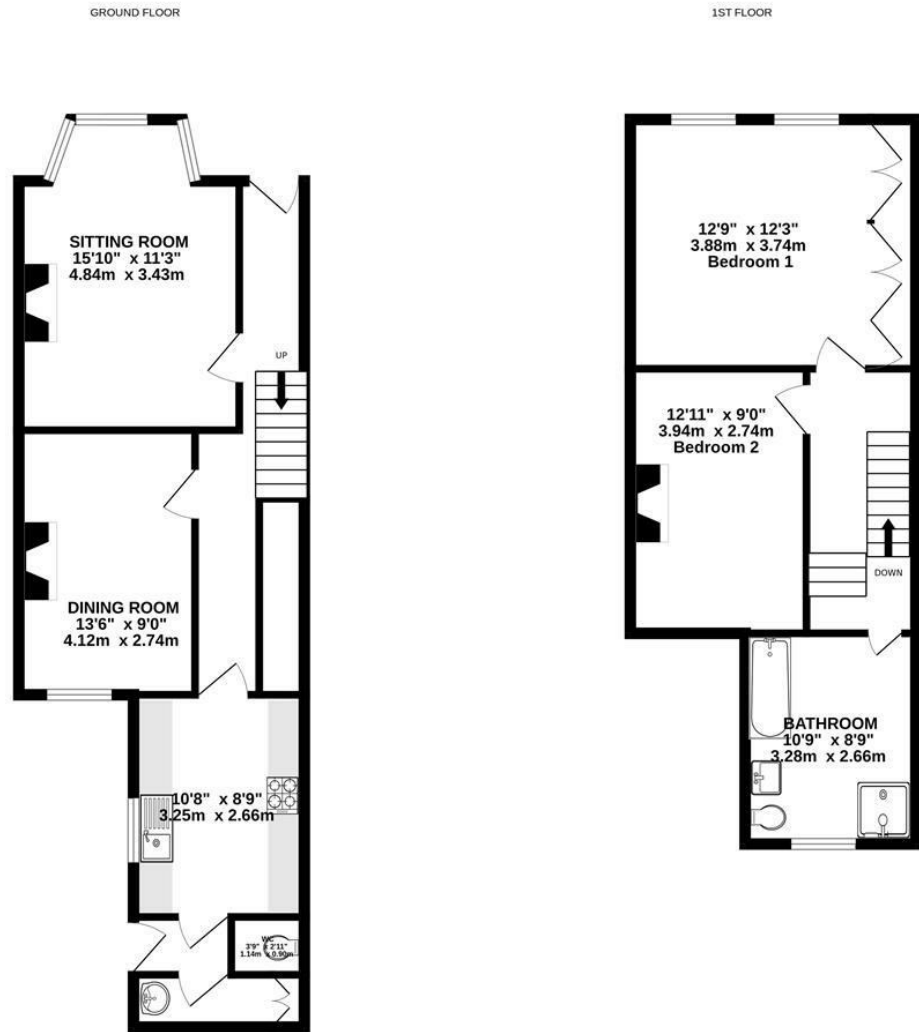 GROUND FLOOR
SITTING ROOM
15'10" x 11'3"
4.84m x 3.43m
UP
DINING ROOM
13'6" x 9'0"
4.12m x 2.74m
10'8" x 8'9"
3.25m x 2.66m
WC
3'9" x 2'11"
1.14m x 0.90m
1ST FLOOR
12'9" x 12'3"
3.88m x 3.74m
Bedroom 1
12'11" x 9'0"
3.94m x 2.74m
Bedroom 2
DOWN
BATHROOM
10'9" x 8'9"
3.28m x 2.66m